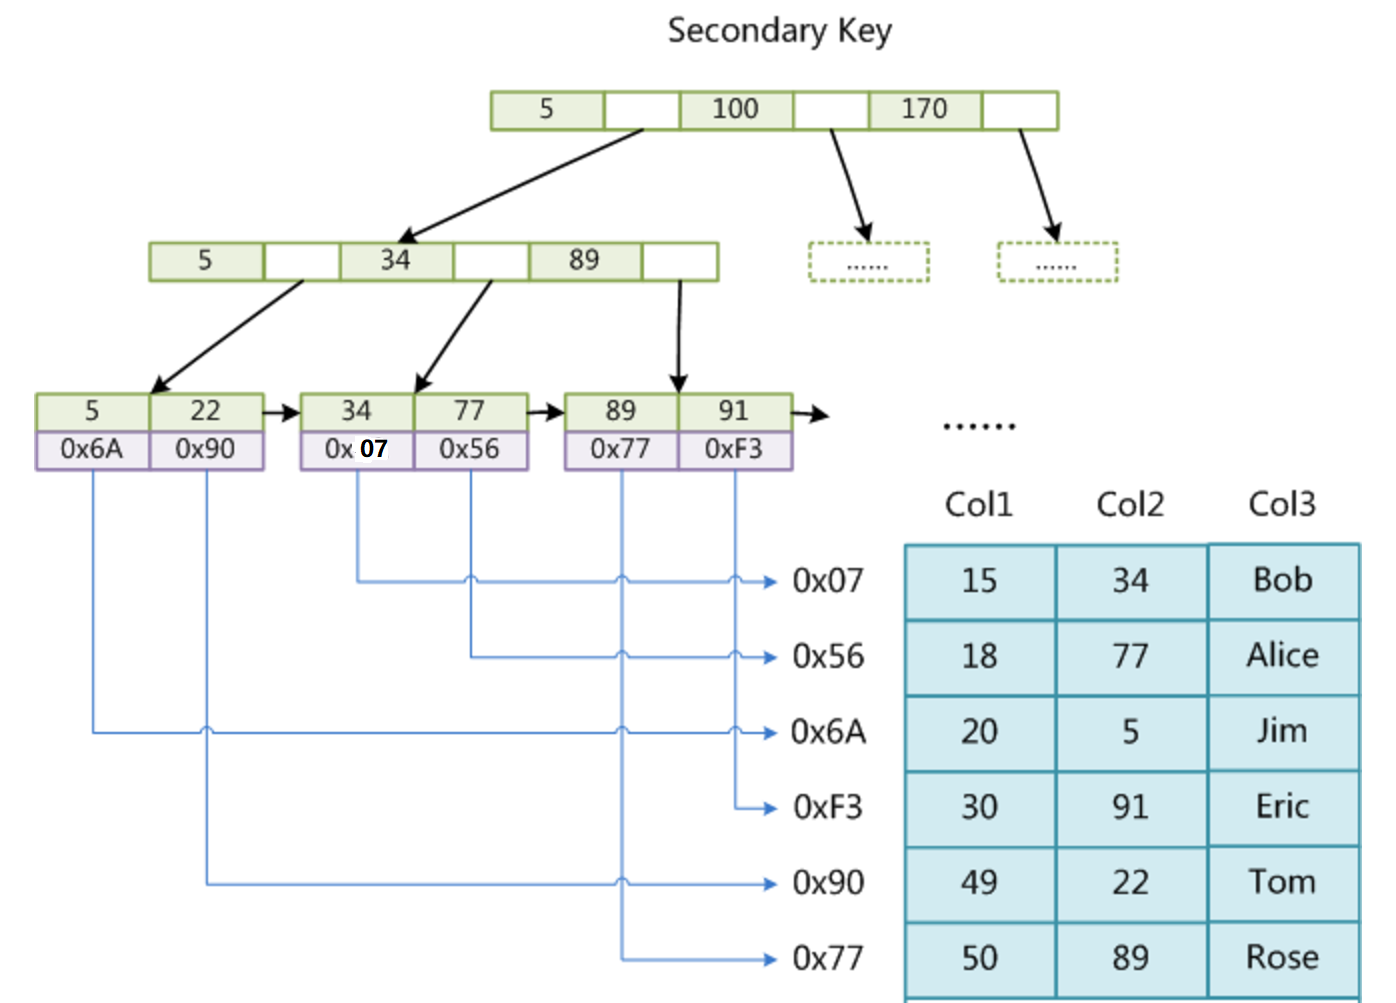 Secondary Key
5 100 170
5 34 89 ...... ......
5 22 34 77 89 91
0x6A 0x90 0x 07 0x56 0x77 0xF3
......
Col1 Col2 Col3
0x07 15 34 Bob
0x56 18 77 Alice
0x6A 20 5 Jim
0xF3 30 91 Eric
0x90 49 22 Tom
0x77 50 89 Rose